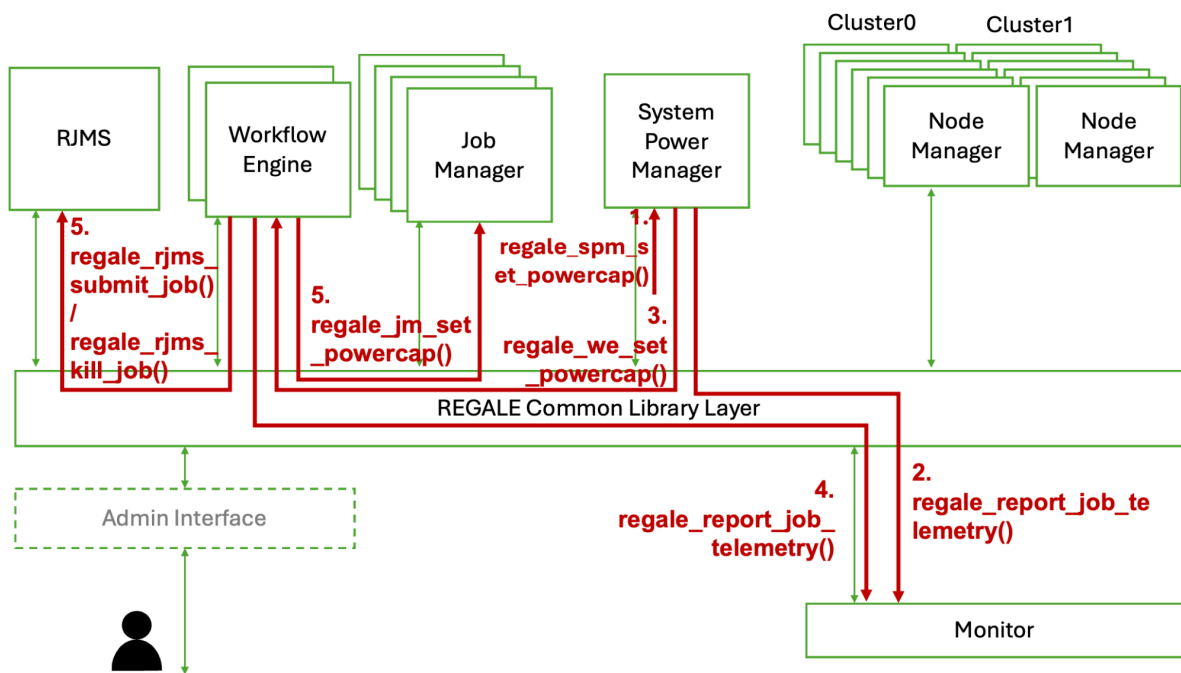 Cluster0
Cluster1
RJMS
Workflow
Engine
Job
Manager
System
Power
Manager
Node
Manager
Node
Manager
5.
regale_rjms_
submit_job()
/
regale_rjms_
kill_job()
5.
regale_jm_set
_powercap()
1.
regale_spm_s
et_powercap()
3.
regale_we_set
_powercap()
REGALE Common Library Layer
Admin Interface
4.
regale_report_job_
telemetry()
2.
regale_report_job_te
lemetry()
Monitor